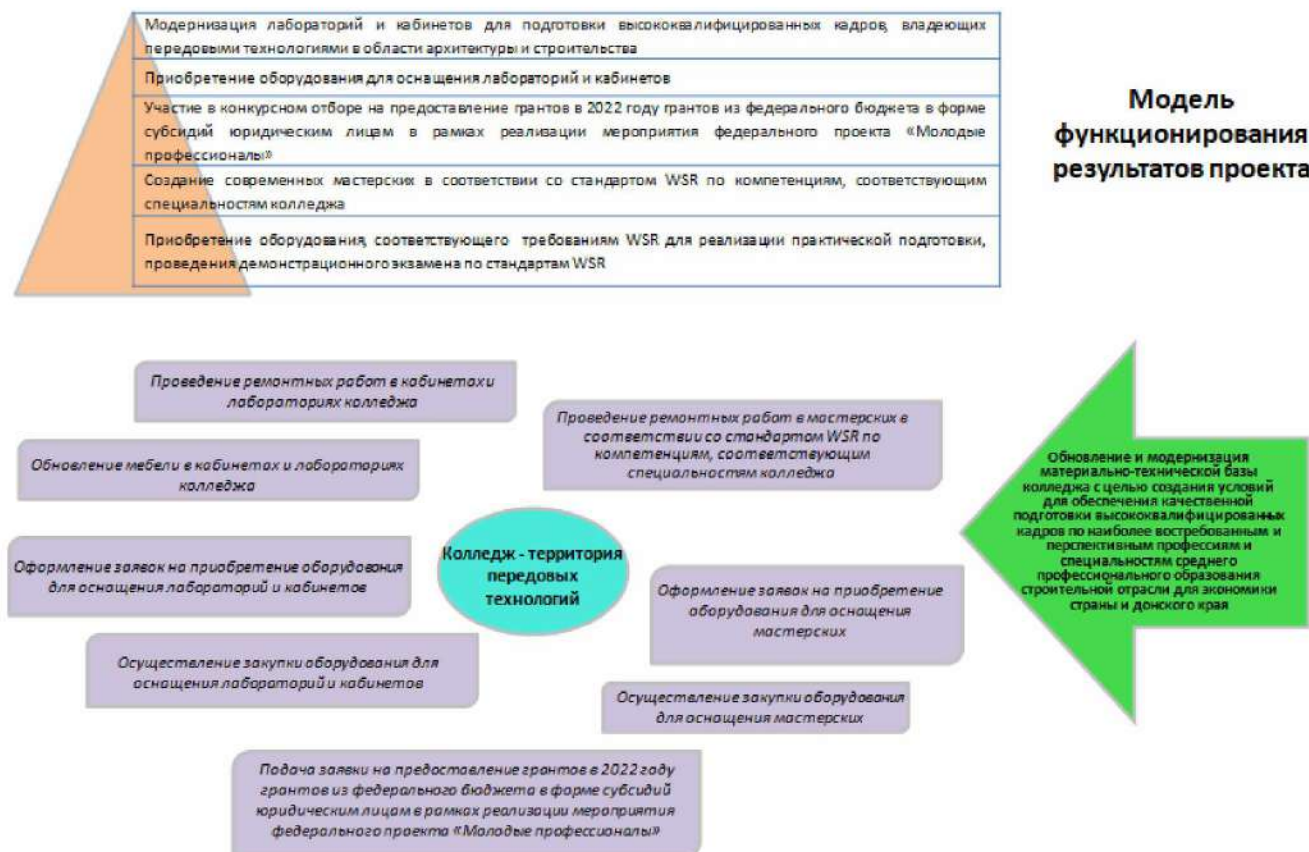 Модернизация лабораторий и кабинетов для подготовки высококвалифицированных кадров, владеющих
передовыми технологиями в области архитектуры и строительства
Приобретение оборудования для оснащения лабораторий и кабинетов
Участие в конкурсном отборе на предоставление грантов в 2022 году грантов из федерального бюджета в форме
субсидий юридическим лицам в рамках реализации мероприятия федерального проекта «Молодые
профессионалы»
Создание современных мастерских в соответствии со стандартом WSR по компетенциям, соответствующим
специальностям колледжа
Приобретение оборудования, соответствующего требованиям WSR для реализации практической подготовки,
проведения демонстрационного экзамена по стандартам WSR
Модель
функционирования
результатов проекта
Проведение ремонтных работ в кабинетах и
лабораториях колледжа
Проведение ремонтных работ в мастерских в
соответствии со стандартом WSR по
компетенциям, соответствующим
специальностям колледжа
Обновление мебели в кабинетах и лабораториях
колледжа
Обновление и модернизация
материально-технической базы
колледжа с целью создания условий
для обеспечения качественной
подготовки высококвалифицированных
кадров по наиболее востребованным и
перспективным профессиям и
специальностям среднего
профессионального образования
строительной отрасли для экономики
страны и донского края
Колледж - территория
передовых
технологий
Оформление заявок на приобретение оборудования
для оснащения лабораторий и кабинетов
Оформление заявок на приобретение
оборудования для оснащения
мастерских
Осуществление закупки оборудования для
оснащения лабораторий и кабинетов
Осуществление закупки оборудования
для оснащения мастерских
Подача заявки на предоставление грантов в 2022 году
грантов из федерального бюджета в форме субсидий
юридическим лицам в рамках реализации мероприятия
федерального проекта «Молодые профессионалы»